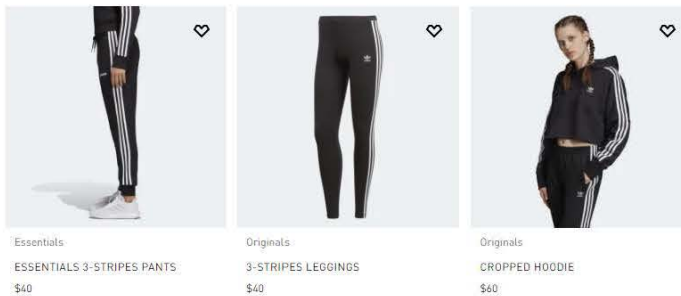 Essentials
ESSENTIALS 3-STRIPES PANTS
$40
Originals
3-STRIPES LEGGINGS
$40
Originals
CROPPED HOODIE
$60